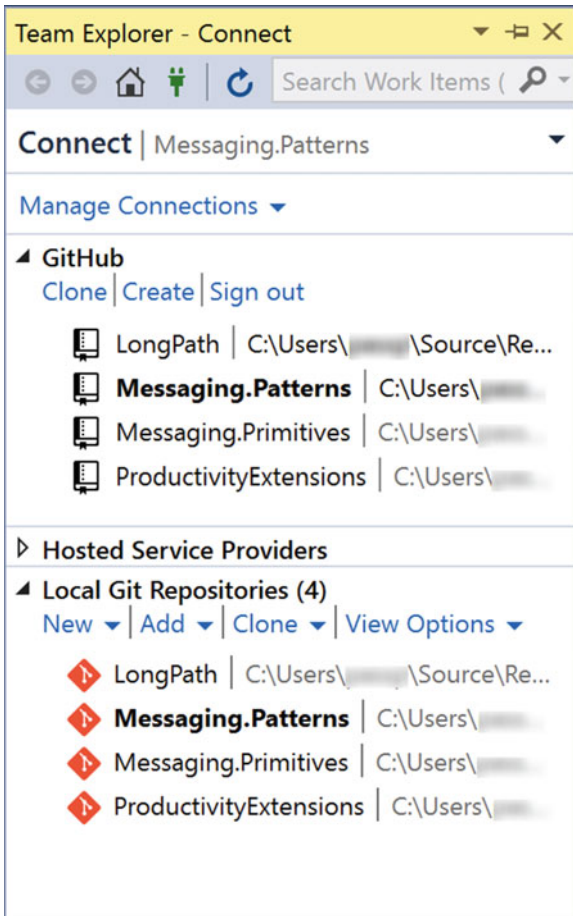 Team Explorer - Connect
Search Work Items (
Connect | Messaging.Patterns
Manage Connections
GitHub
Clone | Create | Sign out
LongPath | C:\Users\ \Source\Re...
Messaging.Patterns | C:\Users\
Messaging.Primitives | C:\Users\
ProductivityExtensions | C:\Users\
Hosted Service Providers
Local Git Repositories (4)
New | Add | Clone | View Options
LongPath | C:\Users\ \Source\Re...
Messaging.Patterns | C:\Users\
Messaging.Primitives | C:\Users\
ProductivityExtensions | C:\Users\